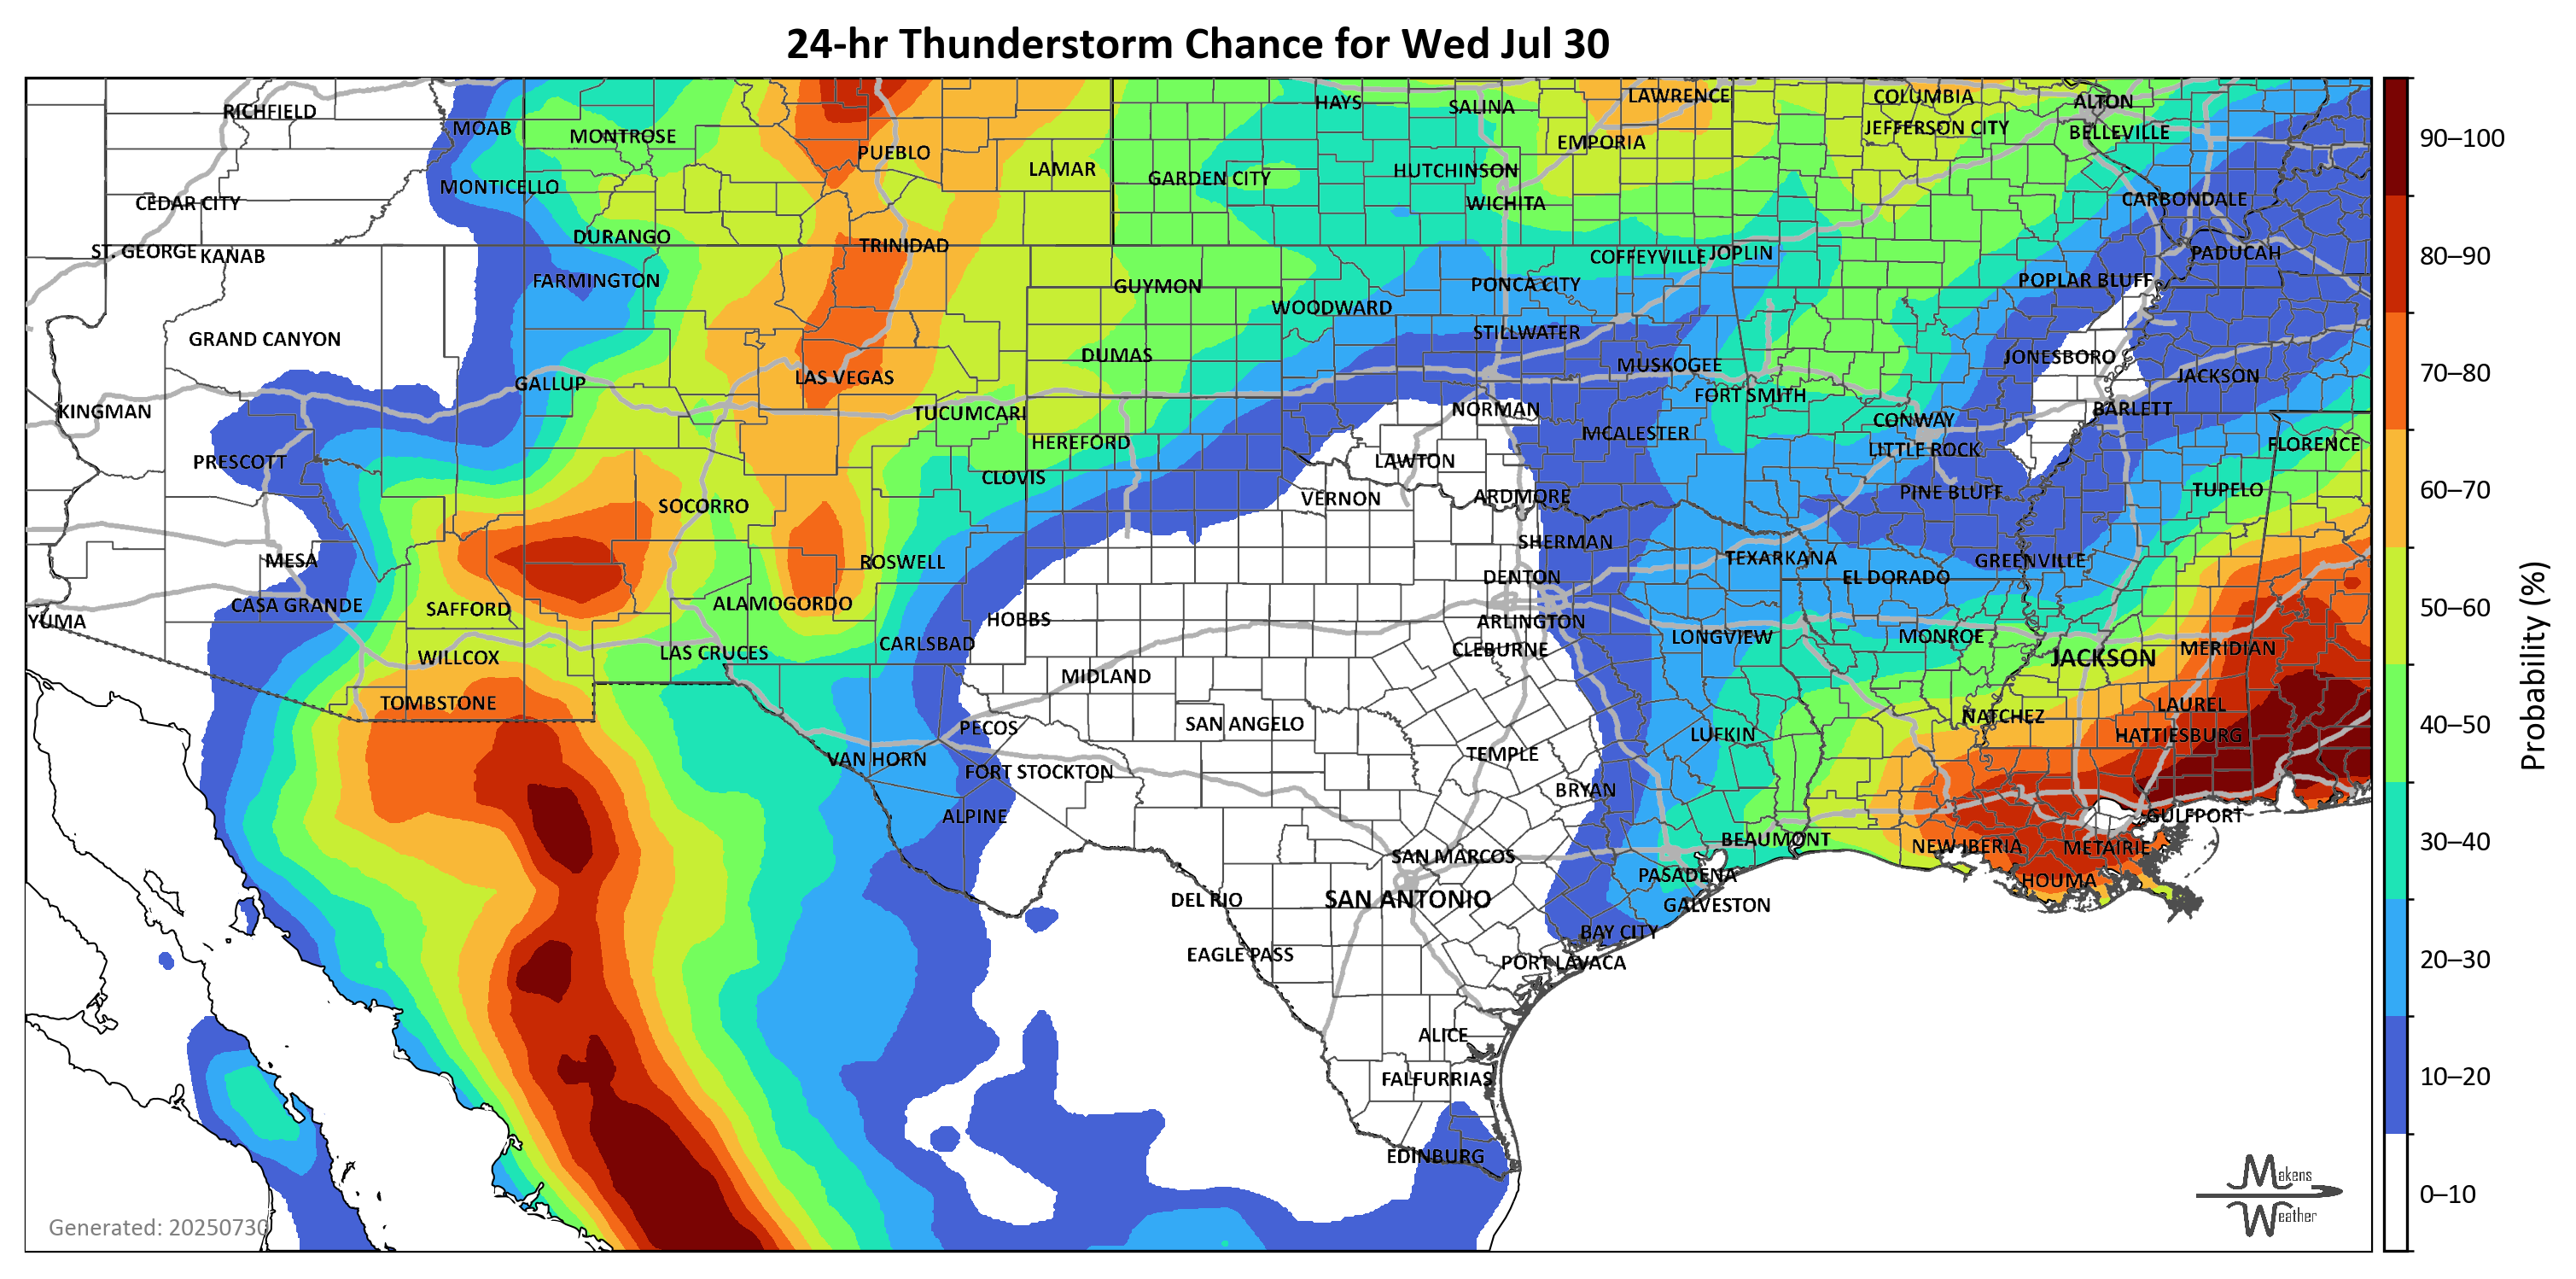 24-hr Thunderstorm Chance for Wed Jul 30
RICHFIELD
MOAB
MONTROSE
PUEBLO
LAMAR
HAYS
SALINA
LAWRENCE
COLUMBIA
ALTON
EMPORIA
JEFFERSON CITY
BELLEVILLE
90–100
CEDAR CITY
MONTICELLO
GARDEN CITY
HUTCHINSON
WICHITA
CARBONDALE
ST. GEORGE
KANAB
DURANGO
TRINIDAD
COFFEYVILLE
JOPLIN
PADUCAH
80–90
FARMINGTON
GUYMON
WOODWARD
PONCA CITY
POPLAR BLUFF
GRAND CANYON
DUMAS
STILLWATER
MUSKOGEE
JONESBORO
JACKSON
70–80
KINGMAN
GALLUP
LAS VEGAS
TUCUMCARI
NORMAN
FORT SMITH
CONWAY
BARLETT
PRESCOTT
HEREFORD
CLOVIS
LAWTON
MCALESTER
LITTLE ROCK
FLORENCE
60–70
SOCORRO
VERNON
ARDMORE
PINE BLUFF
TUPELO
MESA
ROSWELL
SHERMAN
TEXARKANA
GREENVILLE
CASA GRANDE
SAFFORD
ALAMOGORDO
DENTON
EL DORADO
50–60
YUMA
HOBBS
ARLINGTON
WILLCOX
LAS CRUCES
CARLSBAD
CLEBURNE
LONGVIEW
MONROE
JACKSON
MERIDIAN
Probability (%)
TOMBSTONE
MIDLAND
PECOS
SAN ANGELO
LUFKIN
NATCHEZ
LAUREL
HATTIESBURG
40–50
VAN HORN
FORT STOCKTON
TEMPLE
BRYAN
ALPINE
BEAUMONT
GULFPORT
SAN MARCOS
NEW IBERIA
METAIRIE
30–40
DEL RIO
SAN ANTONIO
PASADENA
GALVESTON
HOUMA
EAGLE PASS
BAY CITY
PORT LAVACA
20–30
ALICE
FALFURRIAS
10–20
EDINBURG
Makens
Weather
0–10
Generated: 20250730